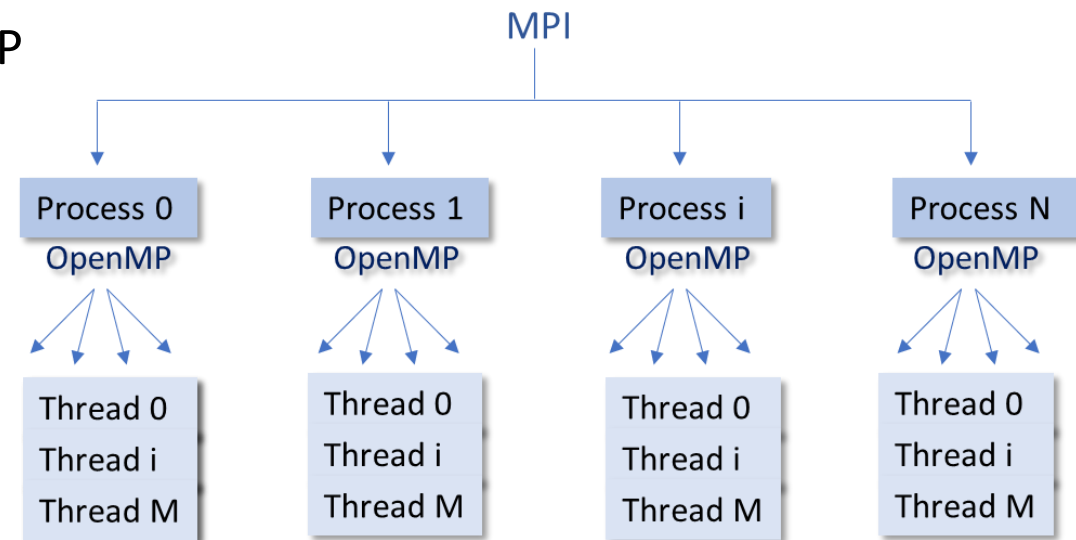 P
MPI
Process 0
Process 1
Process i
Process N
OpenMP
OpenMP
OpenMP
OpenMP
Thread 0
Thread i
Thread M
Thread 0
Thread i
Thread M
Thread 0
Thread i
Thread M
Thread 0
Thread i
Thread M